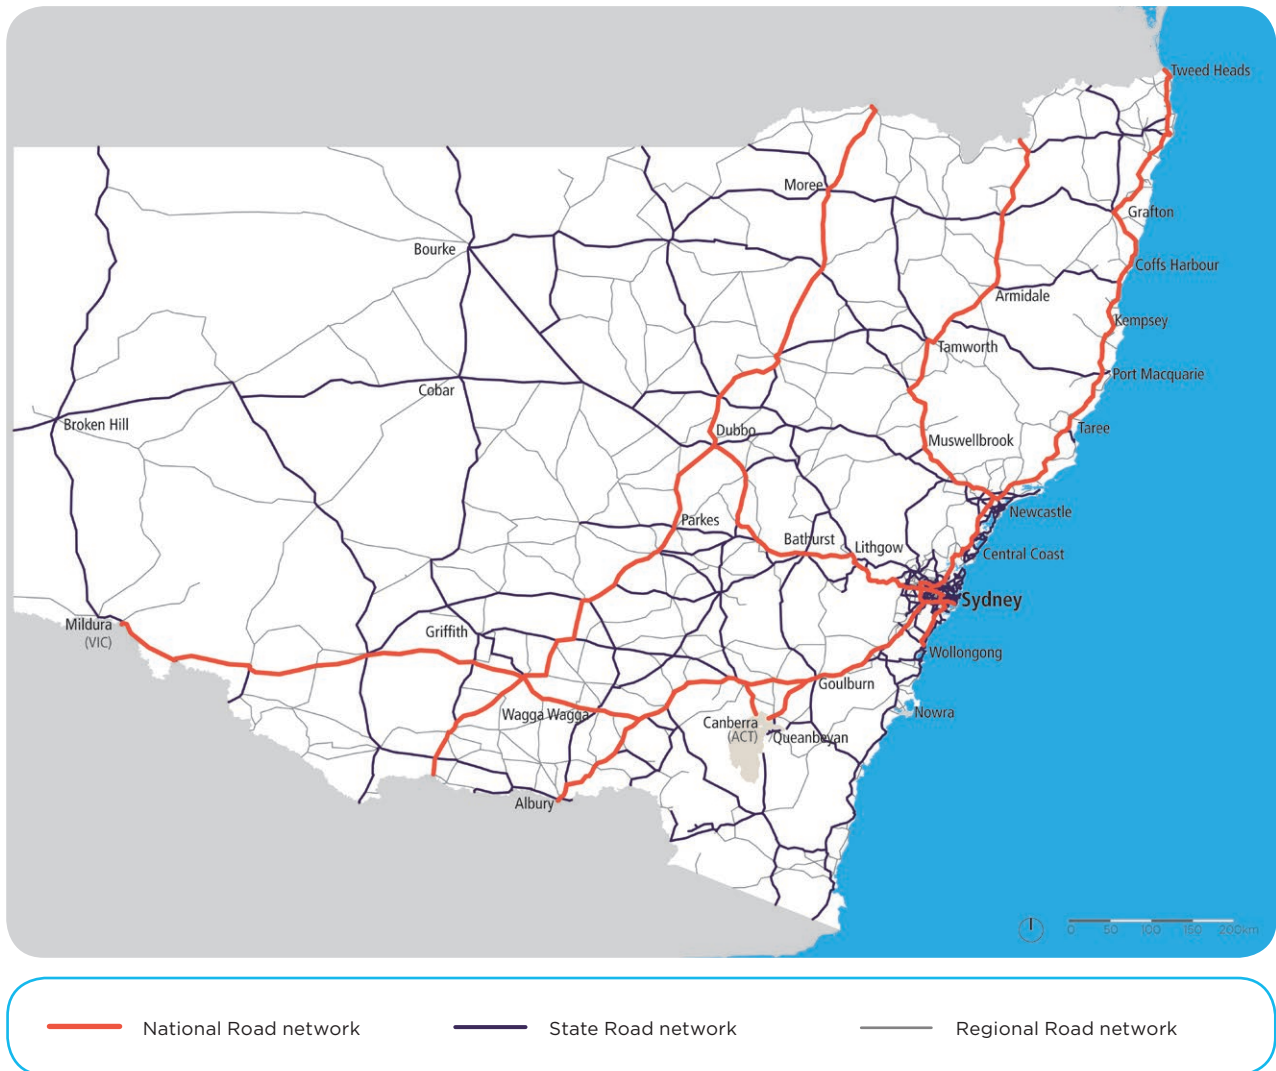 Tweed Heads
Moree
Grafton
Bourke
Coffs Harbour
Armidale
Kempsey
Tamworth
Port Macquarie
Cobar
Broken Hill
Dubbo
Taree
Muswellbrook
Newcastle
Parkes
Bathurst
Lithgow
Central Coast
Sydney
Mildura
(VIC)
Griffith
Wollongong
Goulburn
Wagga Wagga
Nowra
Canberra
(ACT)
Queanbeyan
Albury
0 50 100 150 200km
National Road network
State Road network
Regional Road network